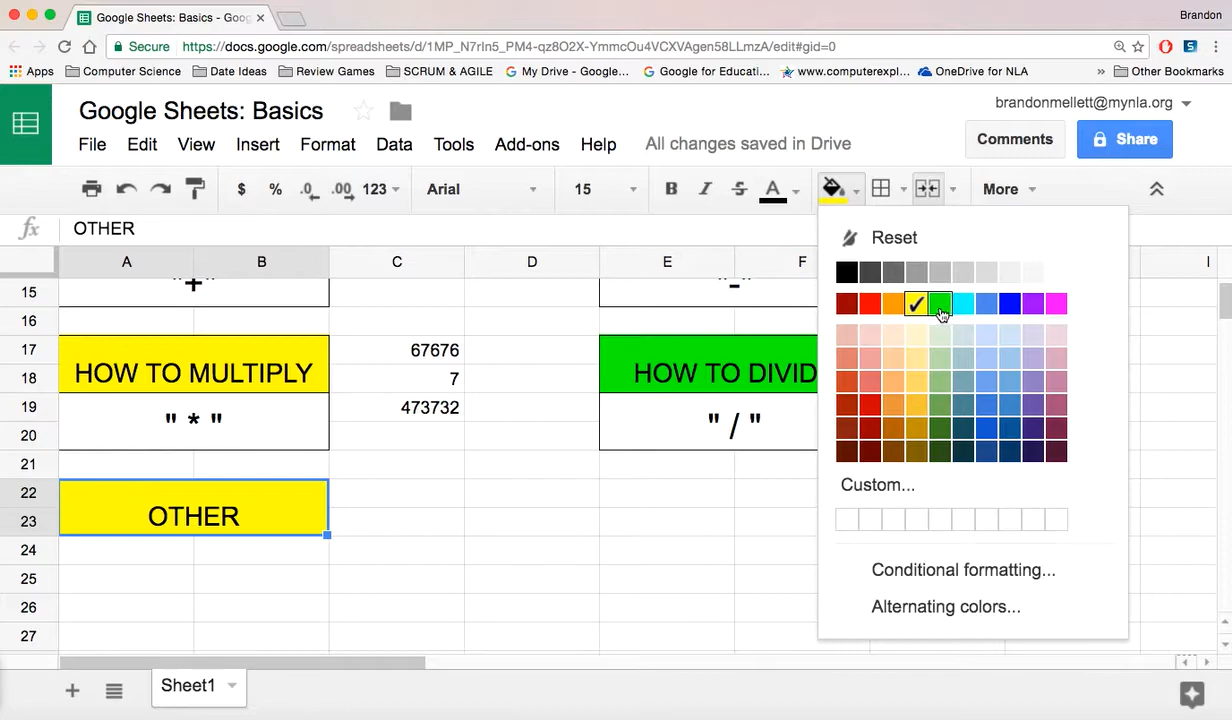 Google Sheets: Basics - Goog
Brandon
Secure https://docs.google.com/spreadsheets/d/1MP_N7rIn5_PM4-qz8O2X-YmmcOu4VCXVAgen58LLmzA/edit#gid=0
Apps Computer Science Date Ideas Review Games SCRUM & AGILE My Drive - Google... Google for Educati... www.computerexpl... OneDrive for NLA » Other Bookmarks
Google Sheets: Basics
brandonmellett@mynla.org
File Edit View Insert Format Data Tools Add-ons Help All changes saved in Drive
Comments Share
$ % .0 .00 123 Arial 15 B I S A More
fx OTHER
Reset
A B C D E F I
15 "+" "-"
16
17 67676
HOW TO MULTIPLY HOW TO DIVID
18 7
19 473732
" * " " / "
20
21
22
OTHER
23
24
25
26
27
Custom...
Conditional formatting...
Alternating colors...
Sheet1